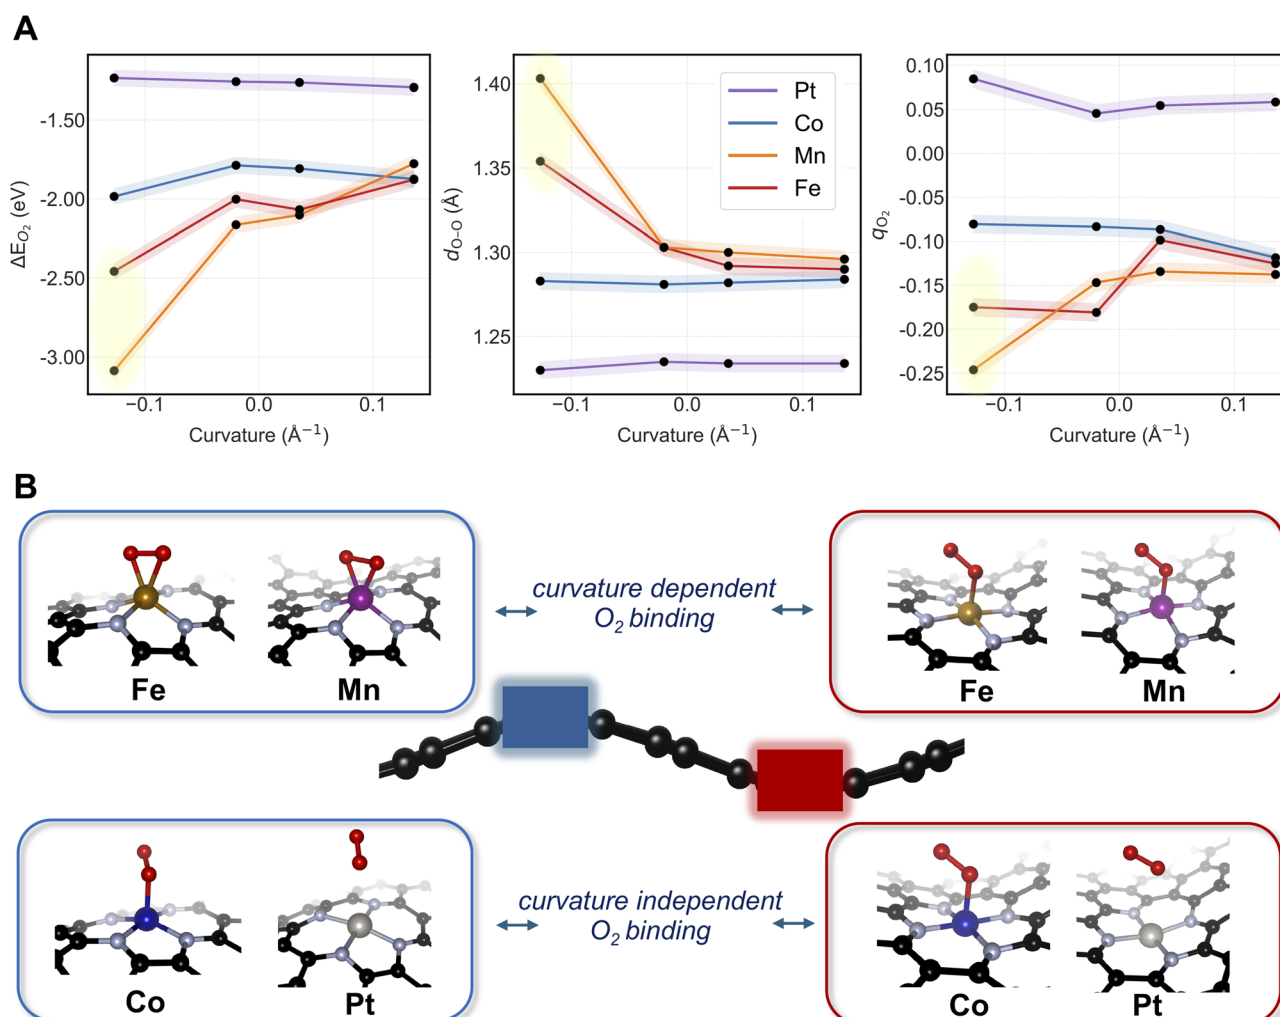 A
-1.50
-2.00
-2.50
-3.00
ΔE_O₂ (eV)
−0.1 0.0 0.1
Curvature (Å⁻¹)
1.40
1.35
1.30
1.25
d_O−O (Å)
−0.1 0.0 0.1
Curvature (Å⁻¹)
Pt
Co
Mn
Fe
0.10
0.05
0.00
-0.05
-0.10
-0.15
-0.20
-0.25
q_O₂
−0.1 0.0 0.1
Curvature (Å⁻¹)
B
Fe Mn
curvature dependent
O₂ binding
Fe Mn
Co Pt
curvature independent
O₂ binding
Co Pt